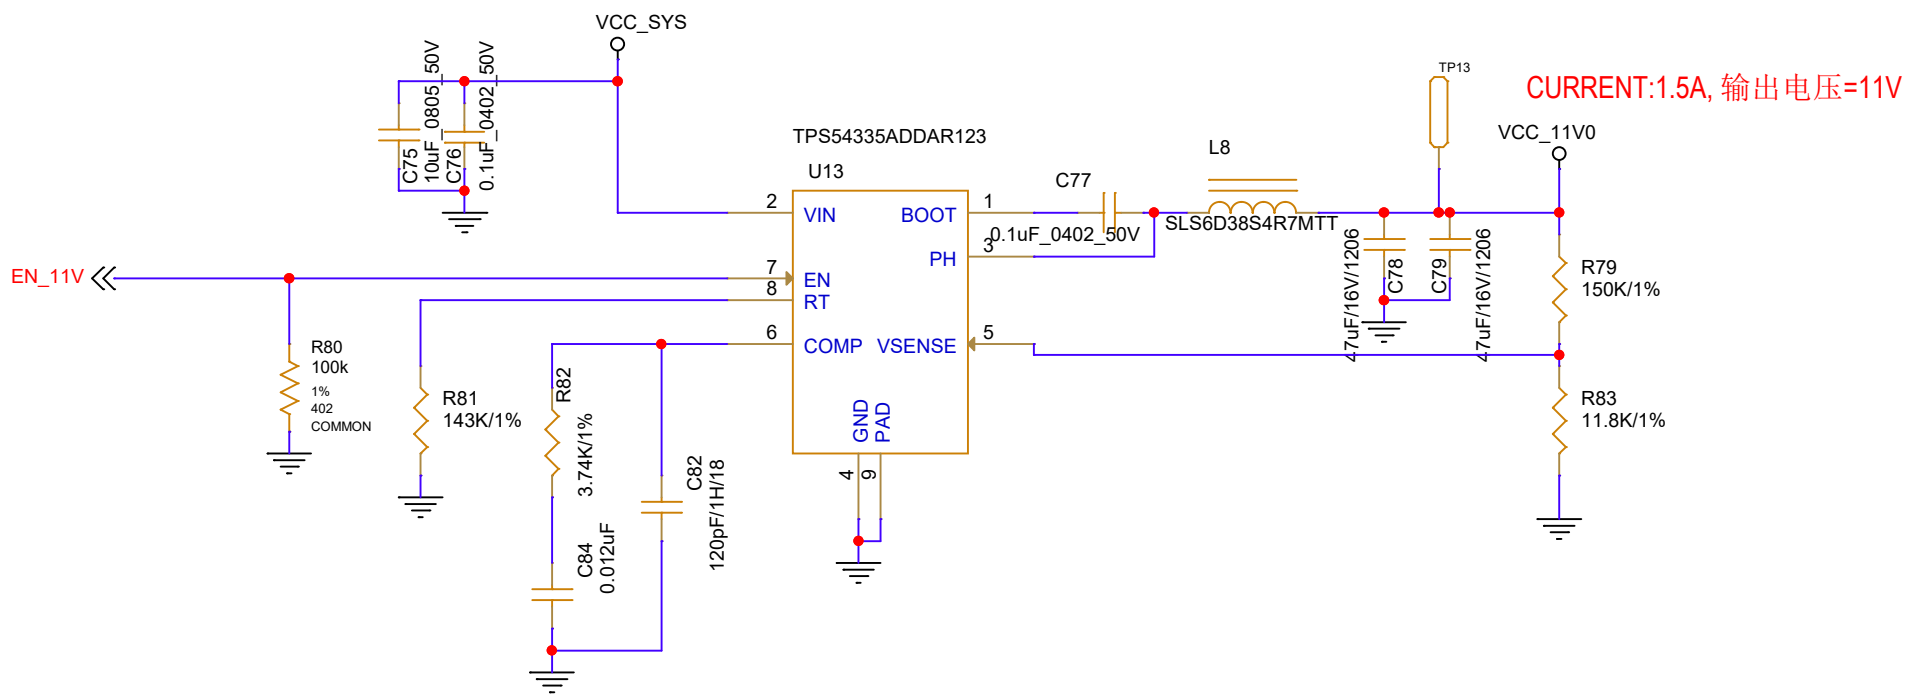 VCC_SYS
C75
10uF_0805_50V
C76
0.1uF_0402_50V
TP13
CURRENT:1.5A, 输出电压=11V
VCC_11V0
TPS54335ADDAR123
U13
L8
C77
2
VIN
BOOT
1
0.1uF_0402_50V
SLS6D38S4R7MTT
PH
3
EN_11V
7
EN
8
RT
6
COMP
VSENSE
5
GND
PAD
4
9
C78
47uF/16V/1206
C79
47uF/16V/1206
R79
150K/1%
R80
100k
1%
402
COMMON
R81
143K/1%
R82
3.74K/1%
C82
120pF/1H/18
C84
0.012uF
R83
11.8K/1%